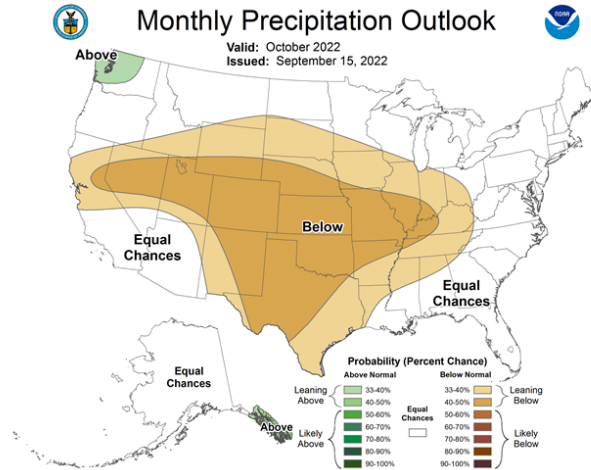 Monthly Precipitation Outlook
Valid: October 2022
Issued: September 15, 2022
noaa
Above
Below
Equal
Chances
Equal
Chances
Equal
Chances
Above
Probability (Percent Chance)
Above Normal
Below Normal
Leaning
Above
33-40%
40-50%
Likely
Above
50-60%
60-70%
70-80%
80-90%
90-100%
Equal
Chances
33-40%
40-50%
Leaning
Below
50-60%
60-70%
70-80%
80-90%
90-100%
Likely
Below